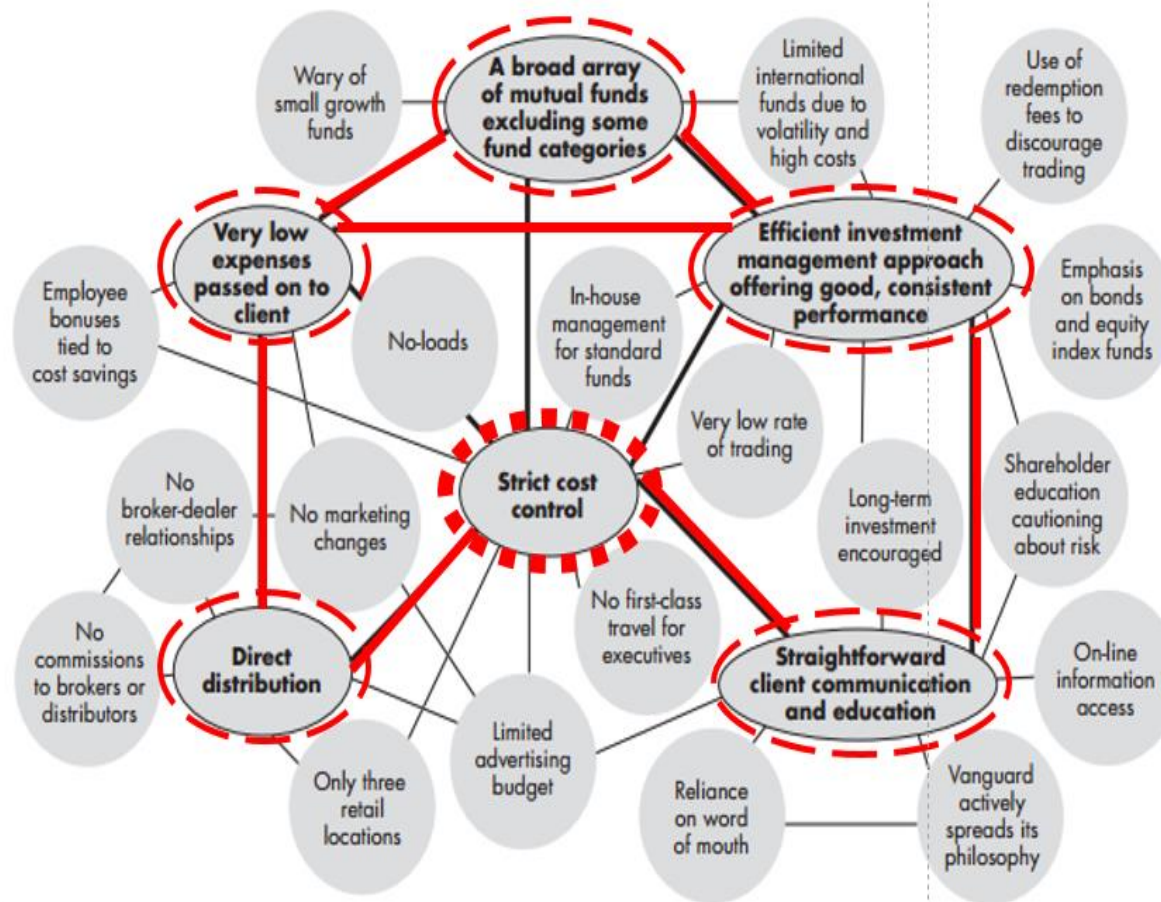 Wary of
small growth
funds
A broad array
of mutual funds
excluding some
fund categories
Limited
international
funds due to
volatility and
high costs
Use of
redemption
fees to
discourage
trading
Very low
expenses
passed on to
client
Efficient investment
management approach
offering good, consistent
performance
Employee
bonuses
tied to
cost savings
No-loads
In-house
management
for standard
funds
Emphasis
on bonds
and equity
index funds
Very low rate
of trading
No
broker-dealer
relationships
No marketing
changes
Strict cost
control
Long-term
investment
encouraged
Shareholder
education
cautioning
about risk
No
commissions
to brokers or
distributors
Direct
distribution
No first-class
travel for
executives
Straightforward
client communication
and education
On-line
information
access
Only three
retail
locations
Limited
advertising
budget
Reliance
on word
of mouth
Vanguard
actively
spreads its
philosophy